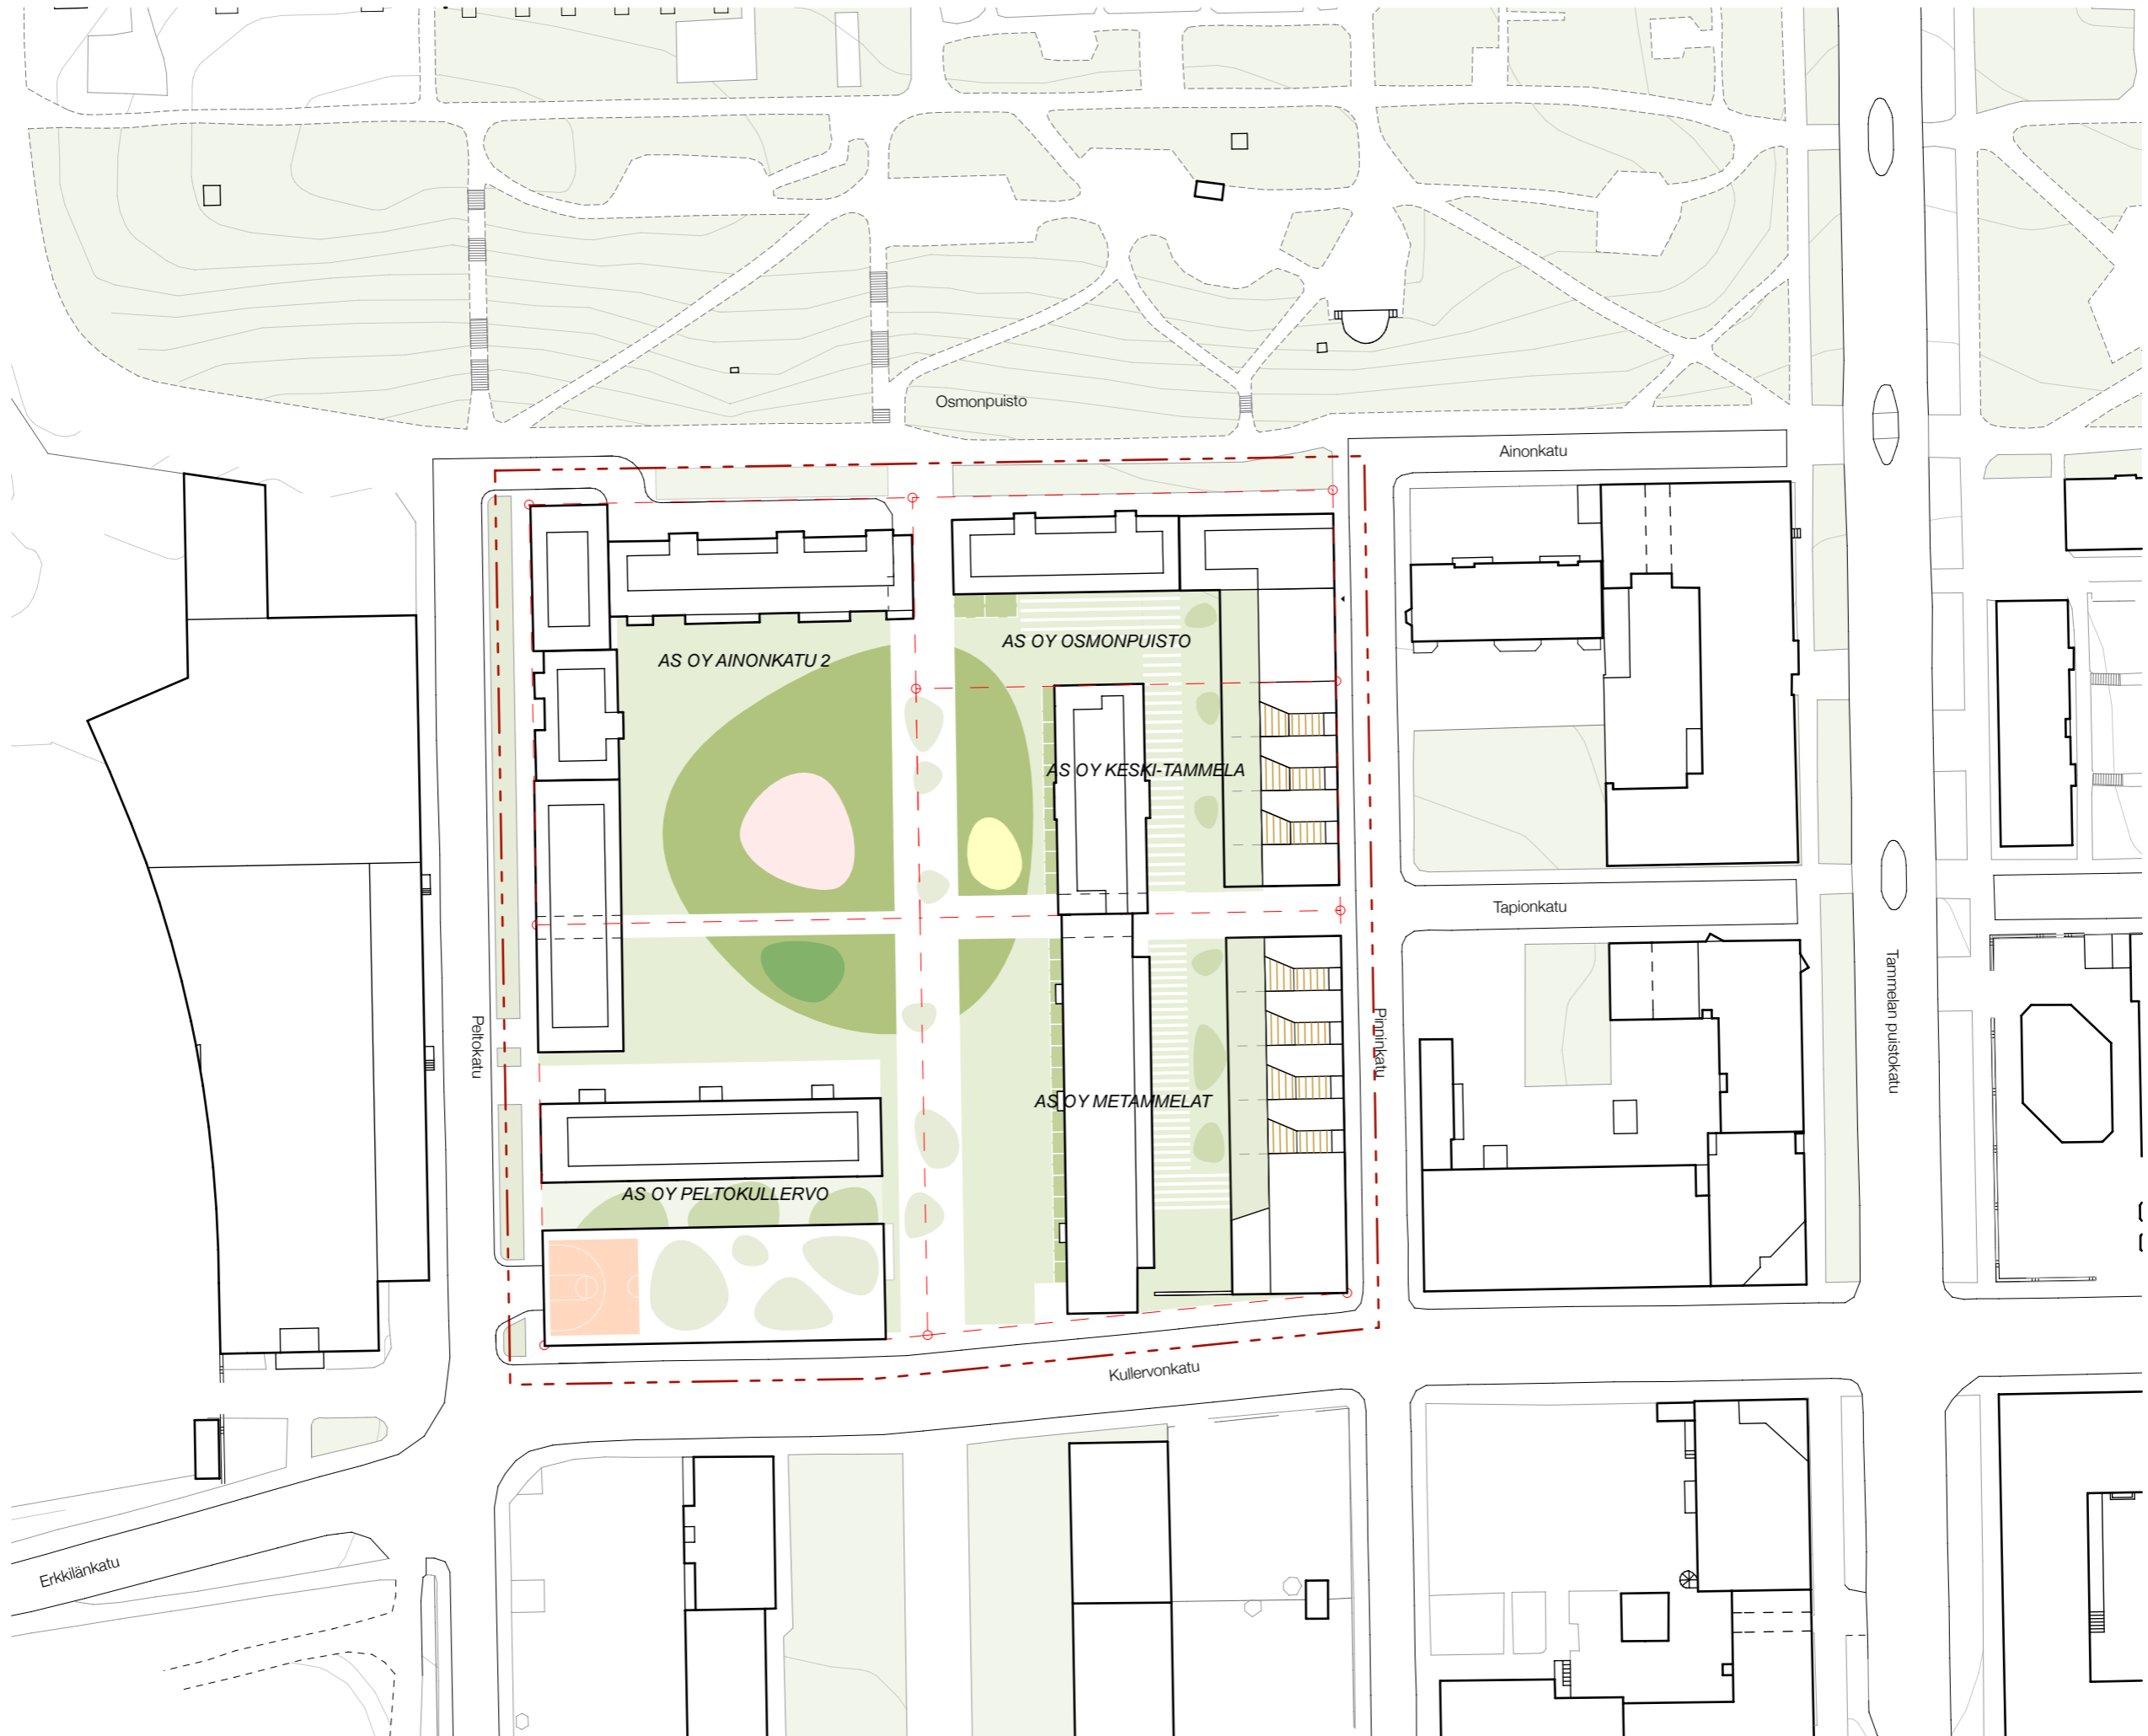 Osmonpuisto
Ainonkatu
AS OY OSMONPUISTO
AS OY AINONKATU 2
AS OY KESKI-TAMMELA
Tapionkatu
Tammelan puistokatu
Peltokatu
Pinninkatu
AS OY METAMMELAT
AS OY PELTOKULLERVO
Kullervonkatu
Erkkilänkatu